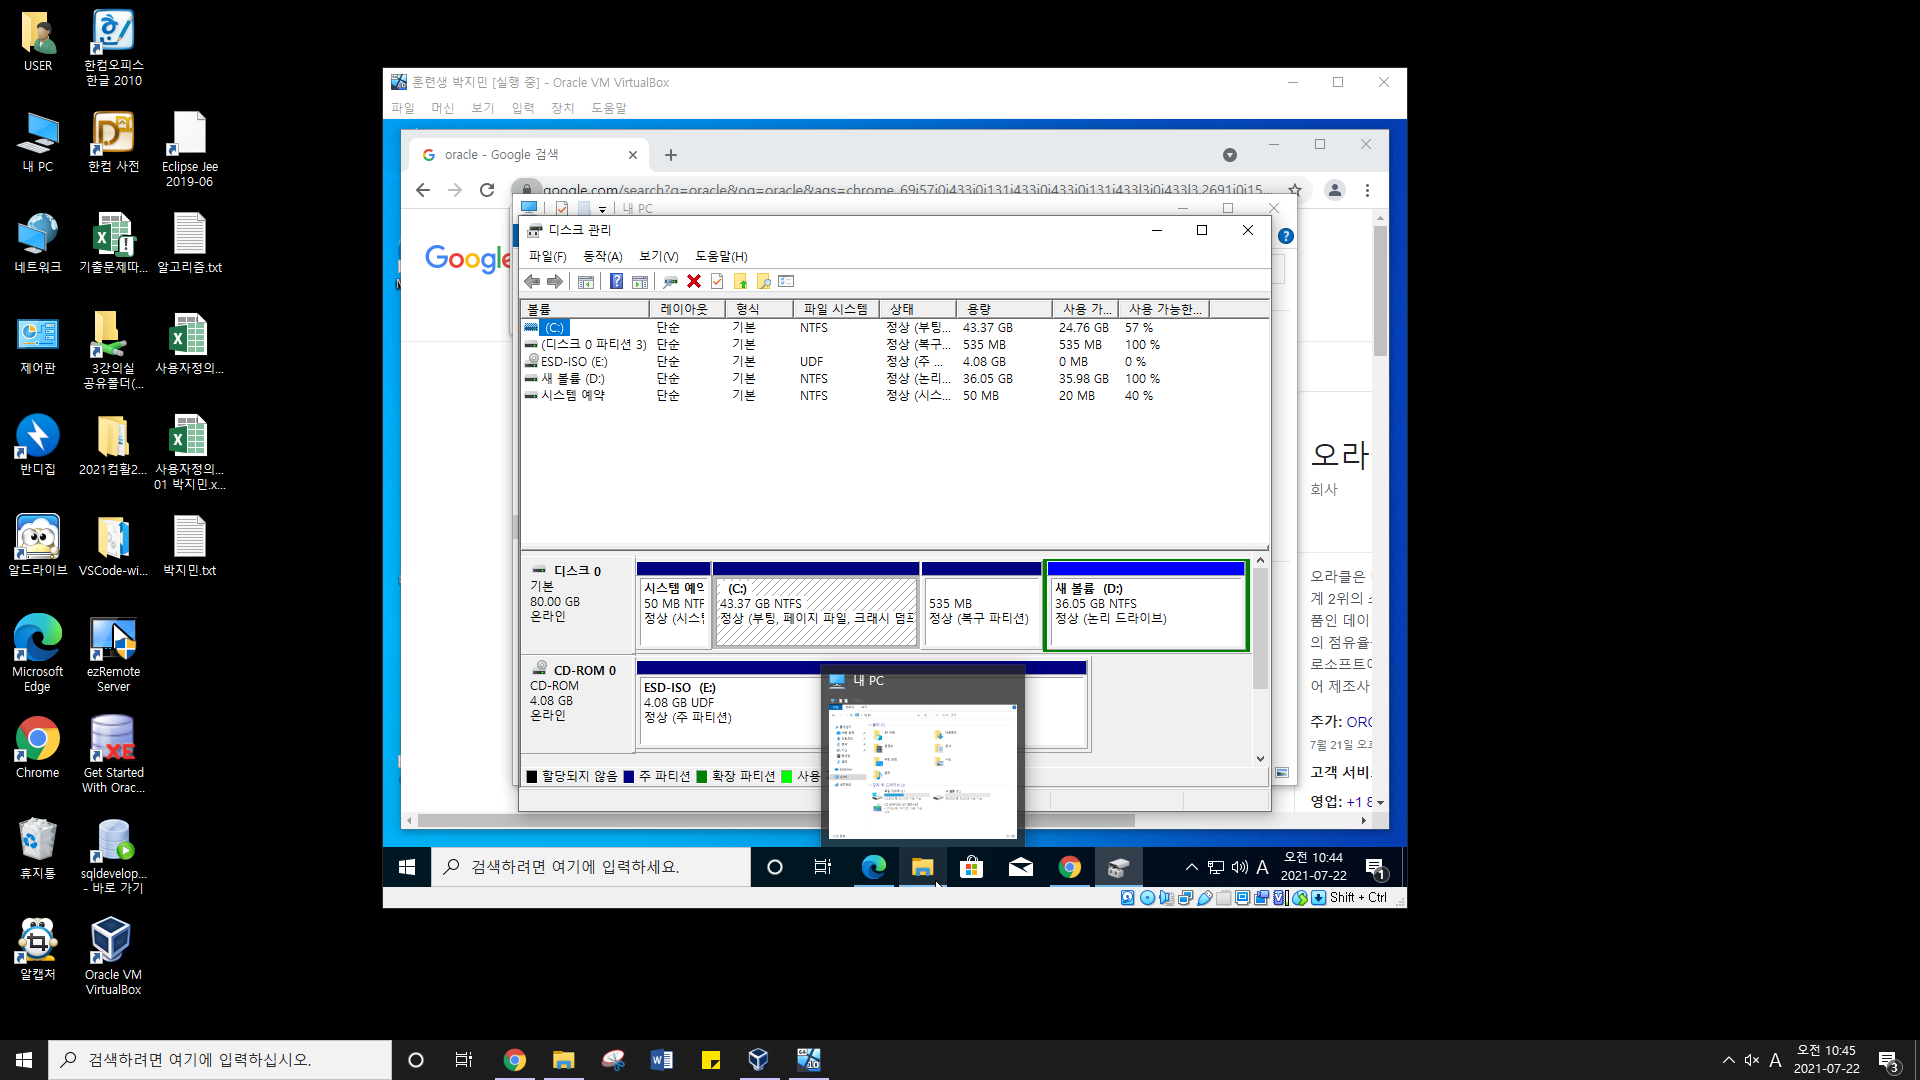 USER
한컴오피스
한글 2010
내 PC
한컴 사전
Eclipse Jee
2019-06
네트워크
기출문제따...
알고리즘.txt
제어판
3강의실
공유폴더(...
사용자정의...
반디집
2021컴활2...
사용자정의...
01 박지민.x...
알드라이브
VSCode-wi...
박지민.txt
Microsoft
Edge
ezRemote
Server
Chrome
Get Started
With Orac...
휴지통
sqldevelop...
- 바로 가기
알캡처
Oracle VM
VirtualBox
훈련생 박지민 [실행 중] - Oracle VM VirtualBox
파일 머신 보기 입력 장치 도움말
oracle - Google 검색
google.com/search?q=oracle&oq=oracle&aqs=chrome..69i57j0i433j0i131i433j0i433j0i131i433l3j0i433l3.2691j0j15...
내 PC
Google
디스크 관리
파일(F) 동작(A) 보기(V) 도움말(H)
볼륨 레이아웃 형식 파일 시스템 상태 용량 사용 가... 사용 가능한...
(C:) 단순 기본 NTFS 정상 (부팅... 43.37 GB 24.76 GB 57 %
(디스크 0 파티션 3) 단순 기본 정상 (복구... 535 MB 535 MB 100 %
ESD-ISO (E:) 단순 기본 UDF 정상 (주 ... 4.08 GB 0 MB 0 %
새 볼륨 (D:) 단순 기본 NTFS 정상 (논리... 36.05 GB 35.98 GB 100 %
시스템 예약 단순 기본 NTFS 정상 (시스... 50 MB 20 MB 40 %
디스크 0
기본
80.00 GB
온라인
시스템 예약
50 MB NTF
정상 (시스템
(C:)
43.37 GB NTFS
정상 (부팅, 페이지 파일, 크래시 덤프
535 MB
정상 (복구 파티션)
새 볼륨 (D:)
36.05 GB NTFS
정상 (논리 드라이브)
CD-ROM 0
CD-ROM
4.08 GB
온라인
ESD-ISO (E:)
4.08 GB UDF
정상 (주 파티션)
할당되지 않음 주 파티션 확장 파티션 사용
내 PC
오라
회사
오라클은
계 2위의
품인 데이
의 점유율
로소프트에
어 제조사
주가: ORC
7월 21일 오
고객 서비
영업: +1 8
검색하려면 여기에 입력하세요.
A
오전 10:44
2021-07-22
1
Shift + Ctrl
검색하려면 여기에 입력하십시오.
A
오전 10:45
2021-07-22
3